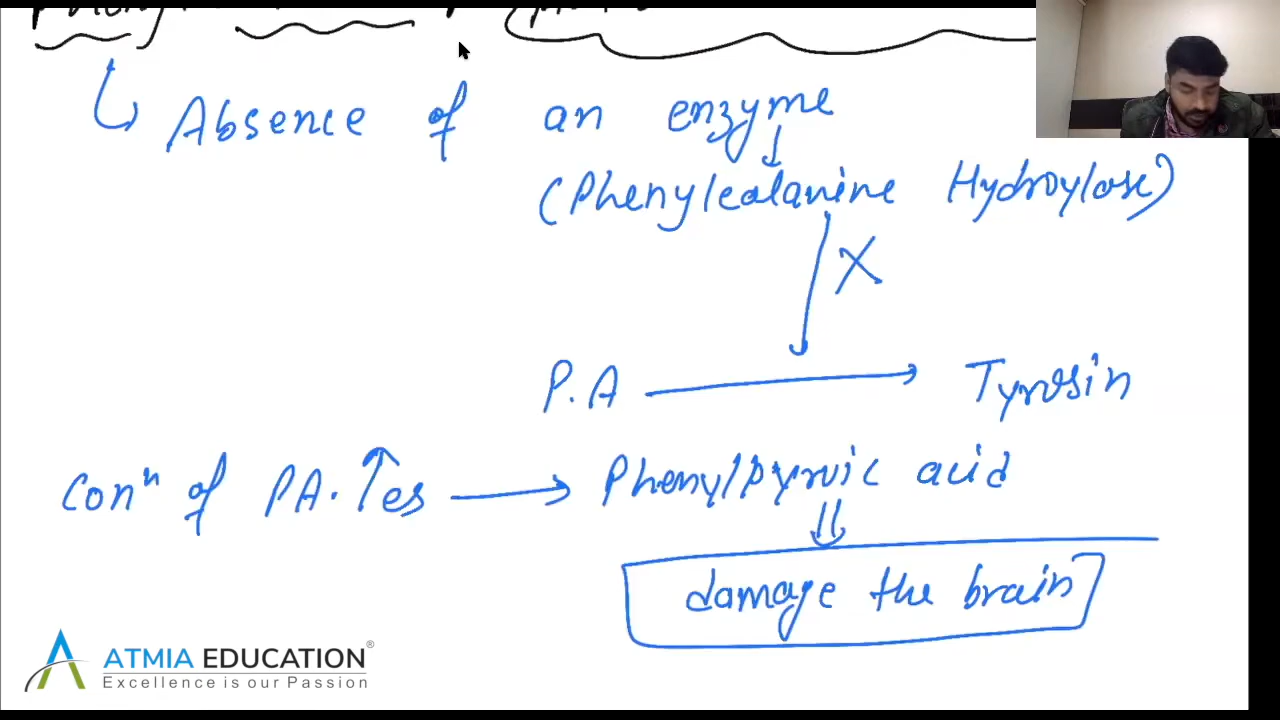 Absence of an enzyme
(Phenylealanine Hydroylase)
X
P.A → Tyrosin
Conⁿ of PA. ↑es → Phenylpyruic acid
damage the brain
ATMIA EDUCATION®
Excellence is our Passion